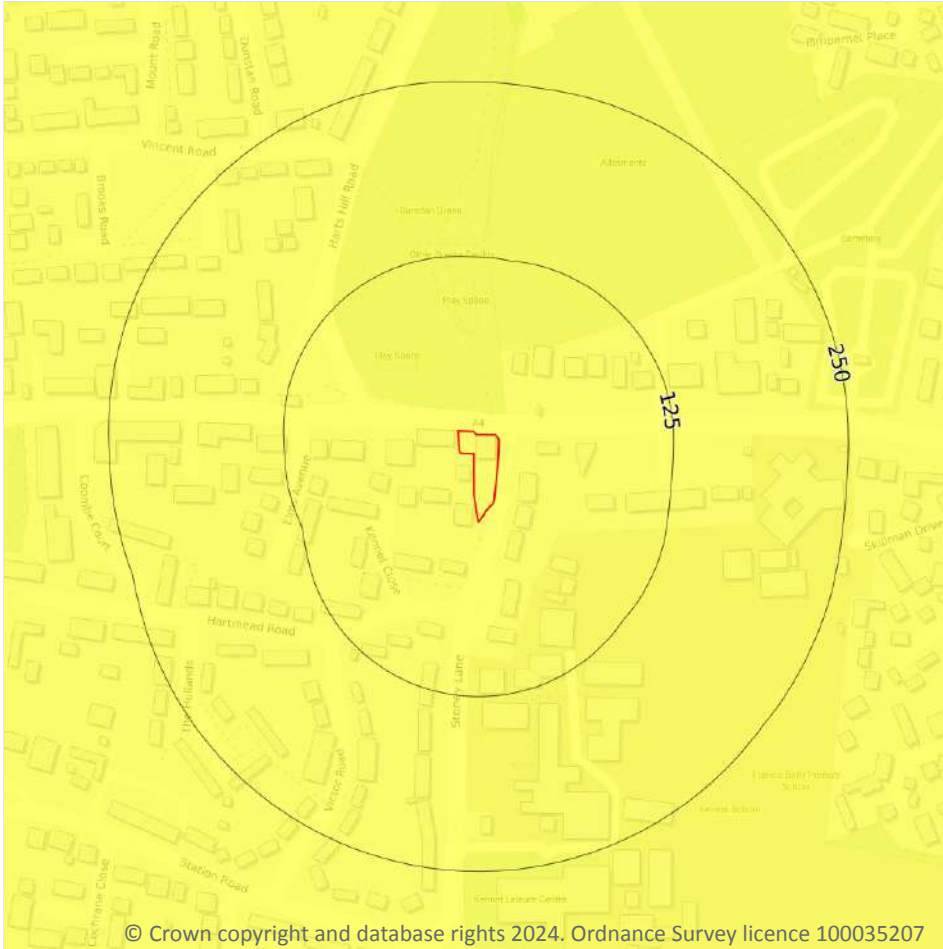 Mount Road
Dunstan Road
Pimpernel Place
Vincent Road
Allotments
Brooks Road
Harts Hill Road
Dunstan Green
Cemetery
Play Space
Play Space
250
125
A4
Avenue
Coombe Court
Kennet Close
Skillman Drive
Hartmead Road
The Hollands
Stoney Lane
Victor Road
Francis Baily Primary
School
Kennet School
Station Road
Cochrane Close
Kennet Leisure Centre
© Crown copyright and database rights 2024. Ordnance Survey licence 100035207